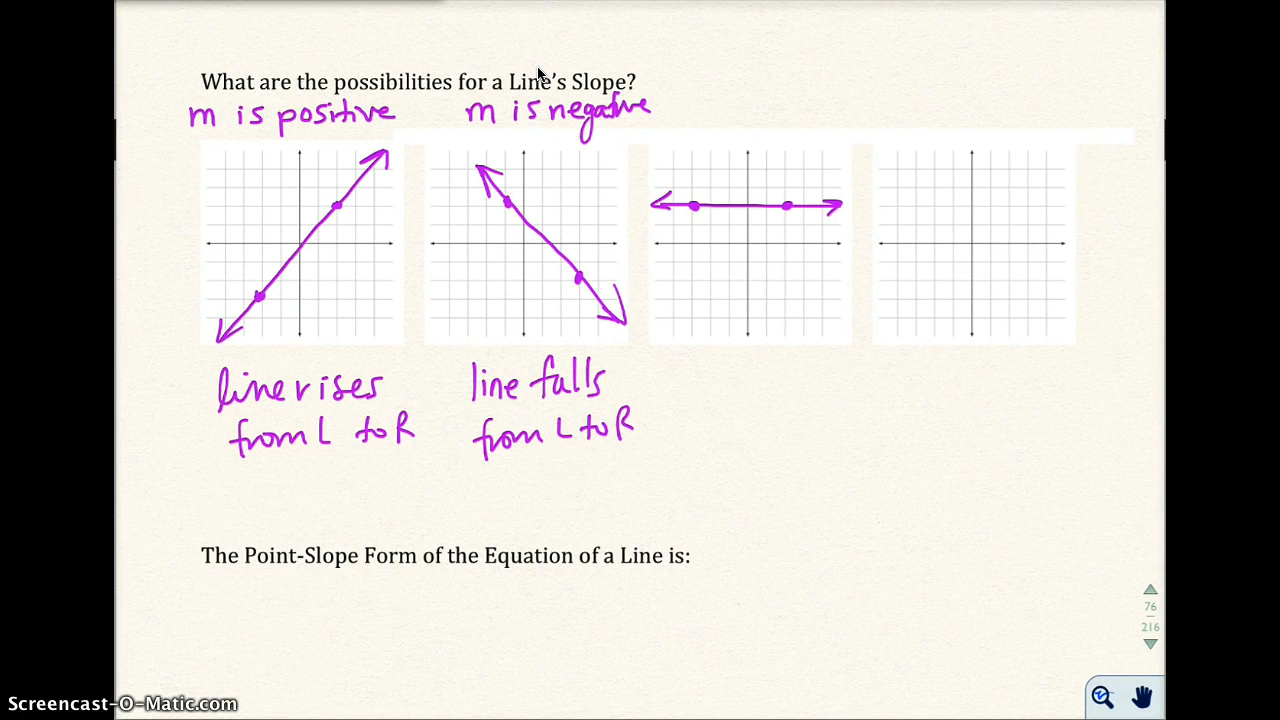 What are the possibilities for a Line's Slope?
m is positive
m is negative
line rises
from L to R
line falls
from L to R
The Point-Slope Form of the Equation of a Line is:
76
216
Screencast-O-Matic.com